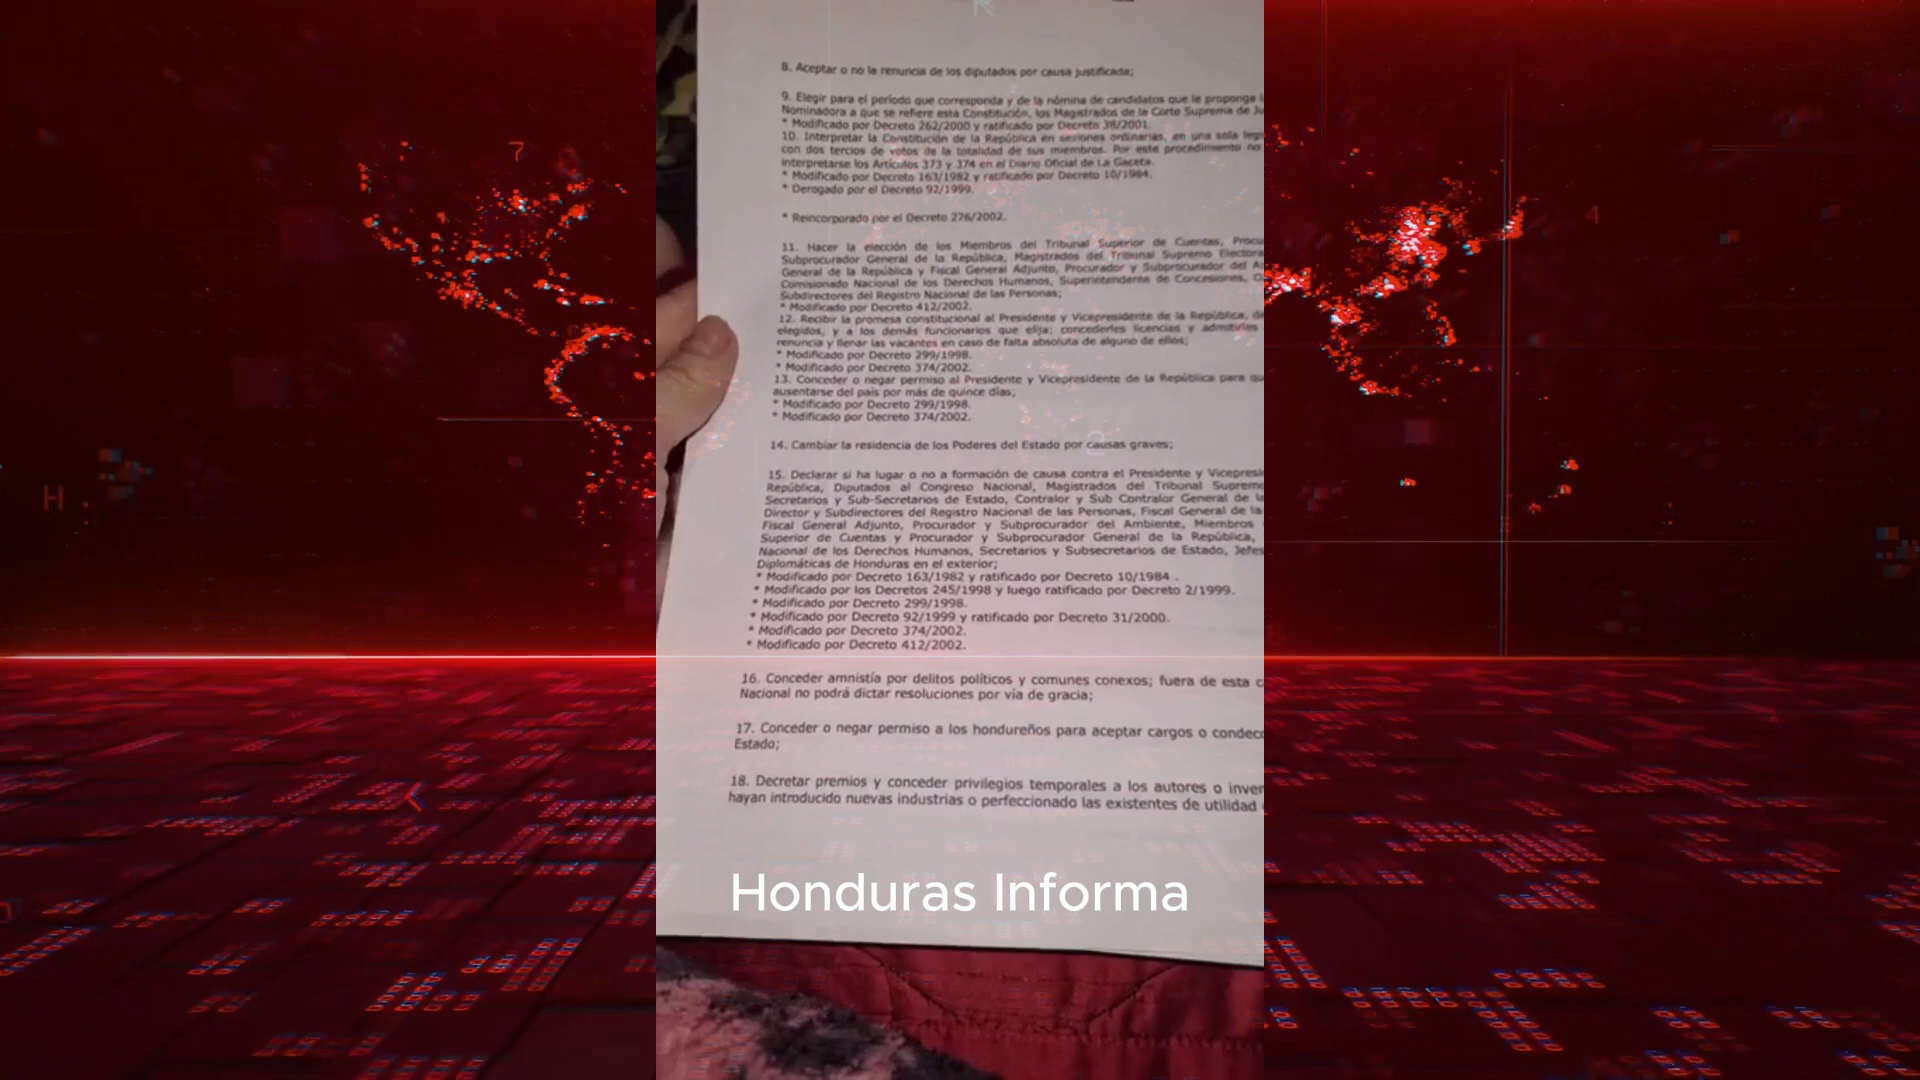 8. Aceptar o no la renuncia de los diputados por causa justificada;
9. Elegir para el período que corresponda y de la nómina de candidatos que le proponga
Nominadora a que se refiere esta Constitución, los Magistrados de la Corte Suprema de
* Modificado por Decreto 262/2000 y ratificado por Decreto 38/2001.
10. Interpretar la Constitución de la República en sesiones ordinarias, en una sola
con dos tercios de votos de la totalidad de sus miembros. Por este procedimiento no
interpretarse los Artículos 373 y 374 en el Diario Oficial de La Gaceta.
* Modificado por Decreto 163/1982 y ratificado por Decreto 10/1984.
* Derogado por el Decreto 92/1999.
* Reincorporado por el Decreto 276/2002.
11. Hacer la elección de los Miembros del Tribunal Superior de Cuentas,
Subprocurador General de la República, Magistrados del Tribunal Supremo
General de la República y Fiscal General Adjunto, Procurador y Subprocurador del
Comisionado Nacional de los Derechos Humanos, Superintendente de Concesiones,
Subdirectores del Registro Nacional de las Personas;
* Modificado por Decreto 412/2002.
12. Recibir la promesa constitucional al Presidente y Vicepresidente de la República,
elegidos, y a los demás funcionarios que elija; concederles licencias y admitirles
renuncia y llenar las vacantes en caso de falta absoluta de alguno de ellos;
* Modificado por Decreto 299/1998.
* Modificado por Decreto 374/2002.
13. Conceder o negar permiso al Presidente y Vicepresidente de la República para
ausentarse del país por más de quince días;
* Modificado por Decreto 299/1998.
* Modificado por Decreto 374/2002.
14. Cambiar la residencia de los Poderes del Estado por causas graves;
15. Declarar si ha lugar o no a formación de causa contra el Presidente y
República, Diputados al Congreso Nacional, Magistrados del Tribunal
Secretarios y Sub-Secretarios de Estado, Contralor y Sub Contralor General de
Director y Subdirectores del Registro Nacional de las Personas, Fiscal General de la
Fiscal General Adjunto, Procurador y Subprocurador del Ambiente, Miembros
Superior de Cuentas y Procurador y Subprocurador General de la República,
Nacional de los Derechos Humanos, Secretarios y Subsecretarios de Estado,
Diplomáticas de Honduras en el exterior;
* Modificado por Decreto 163/1982 y ratificado por Decreto 10/1984 .
* Modificado por los Decretos 245/1998 y luego ratificado por Decreto 2/1999.
* Modificado por Decreto 299/1998.
* Modificado por Decreto 92/1999 y ratificado por Decreto 31/2000.
* Modificado por Decreto 374/2002.
* Modificado por Decreto 412/2002.
16. Conceder amnistía por delitos políticos y comunes conexos; fuera de esta
Nacional no podrá dictar resoluciones por vía de gracia;
17. Conceder o negar permiso a los hondureños para aceptar cargos o
Estado;
18. Decretar premios y conceder privilegios temporales a los autores o
hayan introducido nuevas industrias o perfeccionado las existentes de utilidad
Honduras Informa